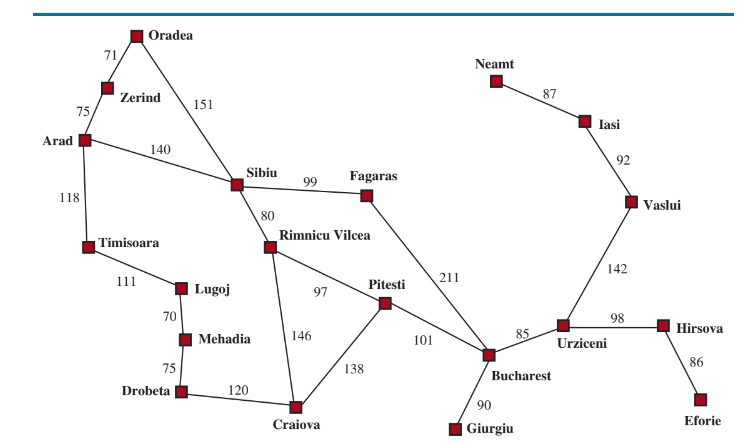 Oradea
71
Neamt
Zerind
87
151
75
Iasi
Arad
140
92
Sibiu
Fagaras
99
118
80
Vaslui
Timisoara
Rimnicu Vilcea
142
111
211
Lugoj
97
Pitesti
70
98
Hirsova
146
101
85
Mehadia
Urziceni
86
138
75
Bucharest
Drobeta
120
90
Eforie
Craiova
Giurgiu